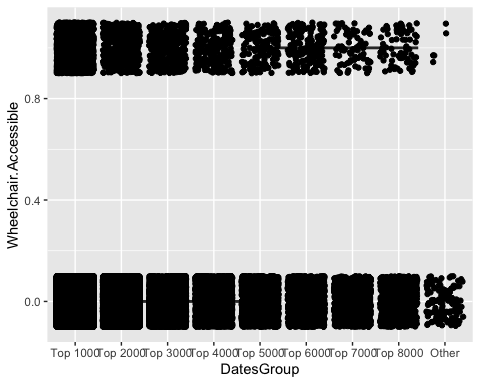 Wheelchair.Accessible
0.8
0.4
0.0
Top 1000 Top 2000 Top 3000 Top 4000 Top 5000 Top 6000 Top 7000 Top 8000 Other
DatesGroup